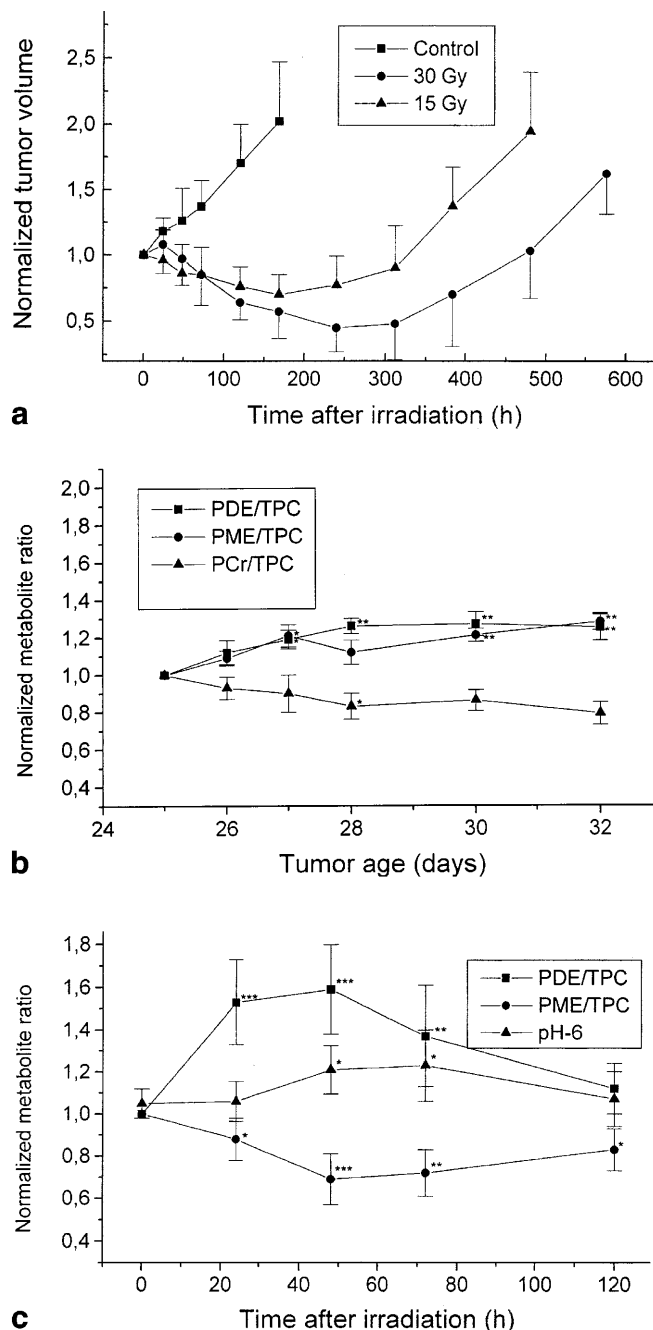 Normalized tumor volume
2,5
2,0
1,5
1,0
0,5
Control
30 Gy
15 Gy
0 100 200 300 400 500 600
Time after irradiation (h)
a
Normalized metabolite ratio
2,0
1,8
1,6
1,4
1,2
1,0
0,8
0,6
0,4
PDE/TPC
PME/TPC
PCr/TPC
* * ** * ** ** ** **
24 26 28 30 32
Tumor age (days)
b
Normalized metabolite ratio
1,8
1,6
1,4
1,2
1,0
0,8
0,6
0,4
PDE/TPC
PME/TPC
pH-6
*** *** ** * * * *** ** *
0 20 40 60 80 100 120
Time after irradiation (h)
c